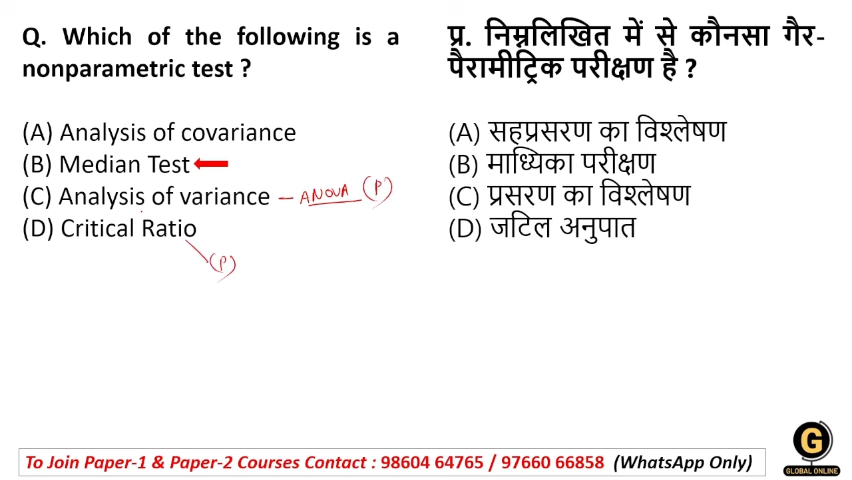 Q. Which of the following is a
nonparametric test ?
(A) Analysis of covariance
(B) Median Test
(C) Analysis of variance – ANOVA (P)
(D) Critical Ratio
(P)
प्र. निम्नलिखित में से कौनसा गैर-
पैरामीट्रिक परीक्षण है ?
(A) सहप्रसरण का विश्लेषण
(B) माध्यिका परीक्षण
(C) प्रसरण का विश्लेषण
(D) जटिल अनुपात
To Join Paper-1 & Paper-2 Courses Contact : 98604 64765 / 97660 66858 (WhatsApp Only)
G
GLOBAL ONLINE